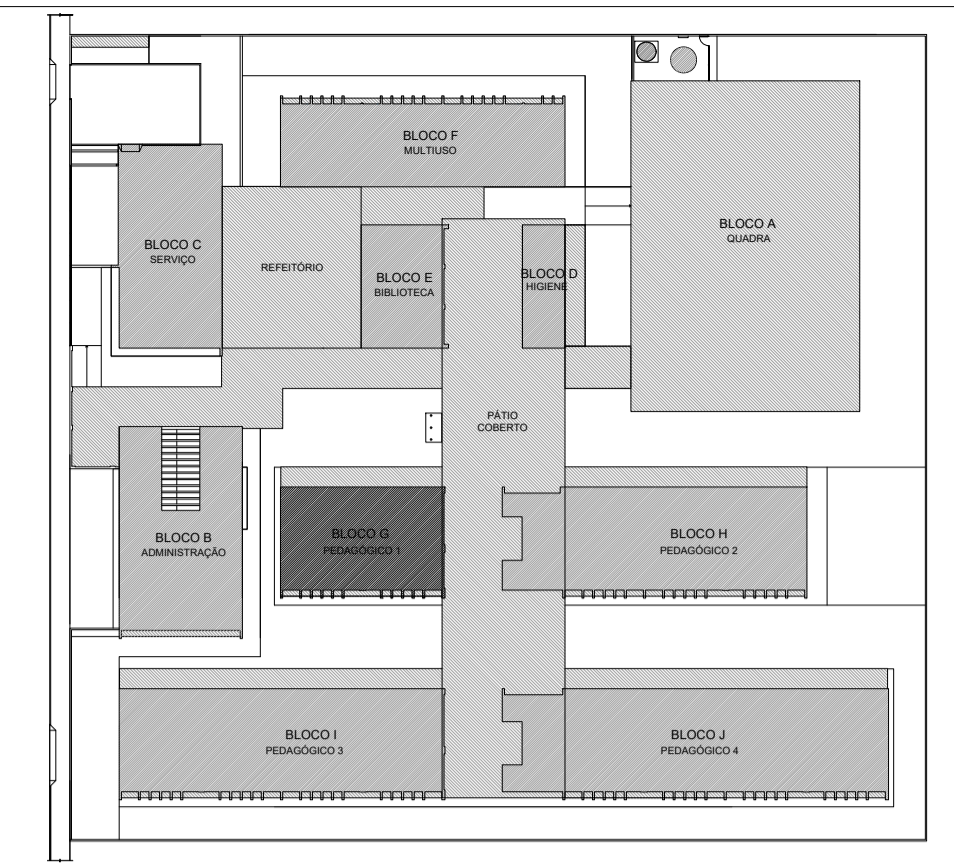 BLOCO F
MULTIUSO
BLOCO A
QUADRA
BLOCO C
SERVIÇO
REFEITÓRIO
BLOCO E
BIBLIOTECA
BLOCO D
HIGIENE
PÁTIO
COBERTO
BLOCO B
ADMINISTRAÇÃO
BLOCO G
PEDAGÓGICO 1
BLOCO H
PEDAGÓGICO 2
BLOCO I
PEDAGÓGICO 3
BLOCO J
PEDAGÓGICO 4